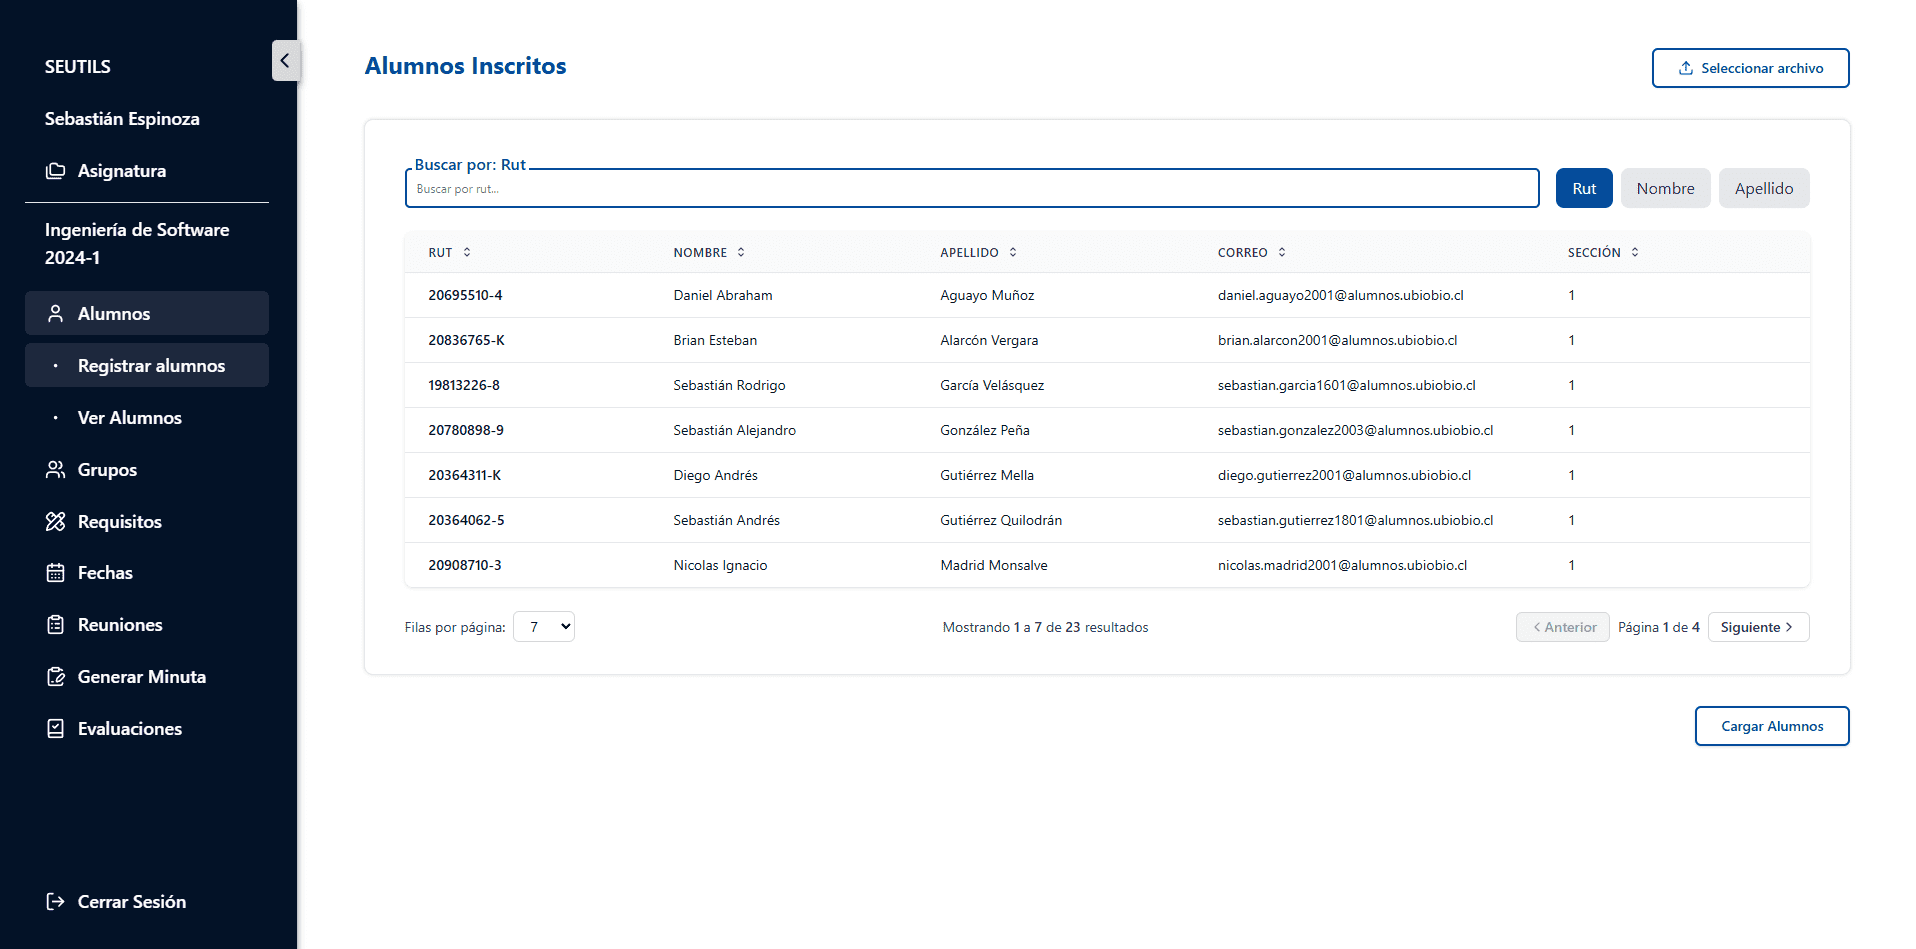 SEUTILS
Sebastián Espinoza
Asignatura
Ingeniería de Software
2024-1
Alumnos
Registrar alumnos
Ver Alumnos
Grupos
Requisitos
Fechas
Reuniones
Generar Minuta
Evaluaciones
Cerrar Sesión
Alumnos Inscritos
Seleccionar archivo
Buscar por: Rut
Buscar por rut...
Rut Nombre Apellido
RUT NOMBRE APELLIDO CORREO SECCIÓN
20695510-4 Daniel Abraham Aguayo Muñoz daniel.aguayo2001@alumnos.ubiobio.cl 1
20836765-K Brian Esteban Alarcón Vergara brian.alarcon2001@alumnos.ubiobio.cl 1
19813226-8 Sebastián Rodrigo García Velásquez sebastian.garcia1601@alumnos.ubiobio.cl 1
20780898-9 Sebastián Alejandro González Peña sebastian.gonzalez2003@alumnos.ubiobio.cl 1
20364311-K Diego Andrés Gutiérrez Mella diego.gutierrez2001@alumnos.ubiobio.cl 1
20364062-5 Sebastián Andrés Gutiérrez Quilodrán sebastian.gutierrez1801@alumnos.ubiobio.cl 1
20908710-3 Nicolas Ignacio Madrid Monsalve nicolas.madrid2001@alumnos.ubiobio.cl 1
Filas por página: 7 Mostrando 1 a 7 de 23 resultados Anterior Página 1 de 4 Siguiente
Cargar Alumnos